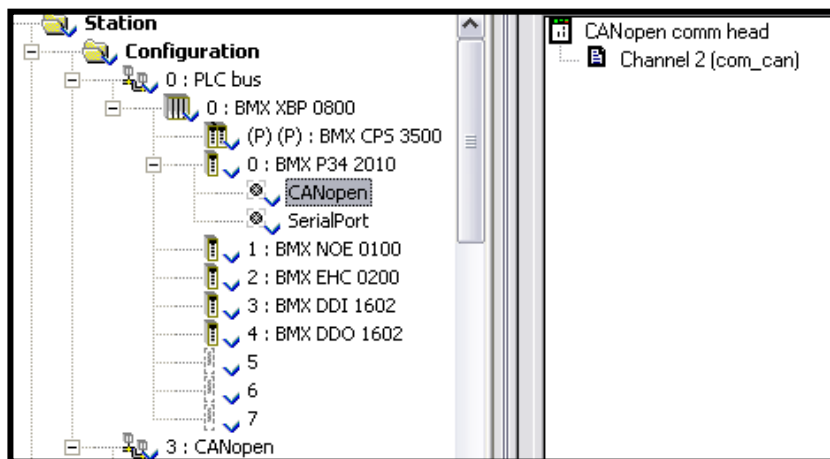 Station
Configuration
0 : PLC bus
0 : BMX XBP 0800
(P) (P) : BMX CPS 3500
0 : BMX P34 2010
CANopen
SerialPort
1 : BMX NOE 0100
2 : BMX EHC 0200
3 : BMX DDI 1602
4 : BMX DDO 1602
5
6
7
3 : CANopen
CANopen comm head
Channel 2 (com_can)